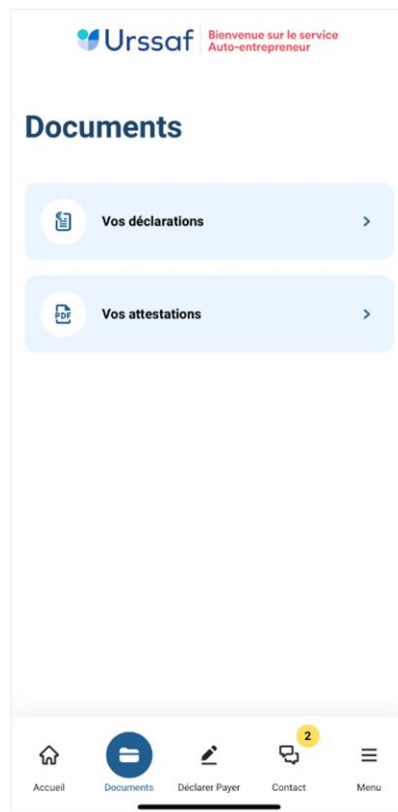 Urssaf
Bienvenue sur le service
Auto-entrepreneur
Documents
Vos déclarations
PDF
Vos attestations
2
Accueil
Documents
Déclarer Payer
Contact
Menu